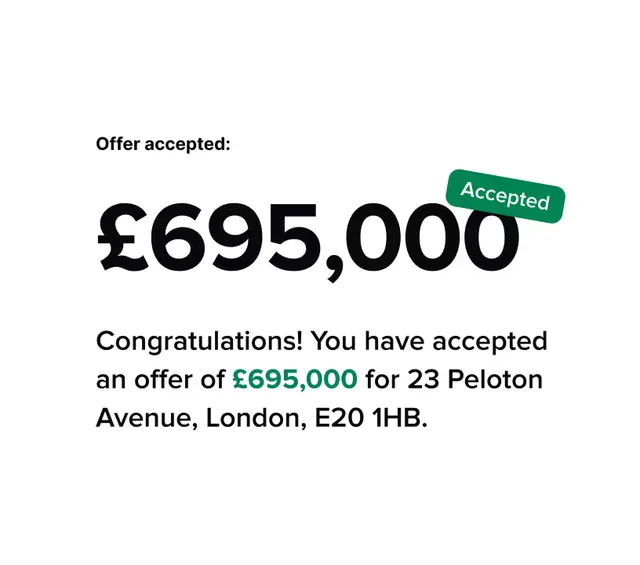 Offer accepted:
Accepted
£695,000
Congratulations! You have accepted
an offer of £695,000 for 23 Peloton
Avenue, London, E20 1HB.